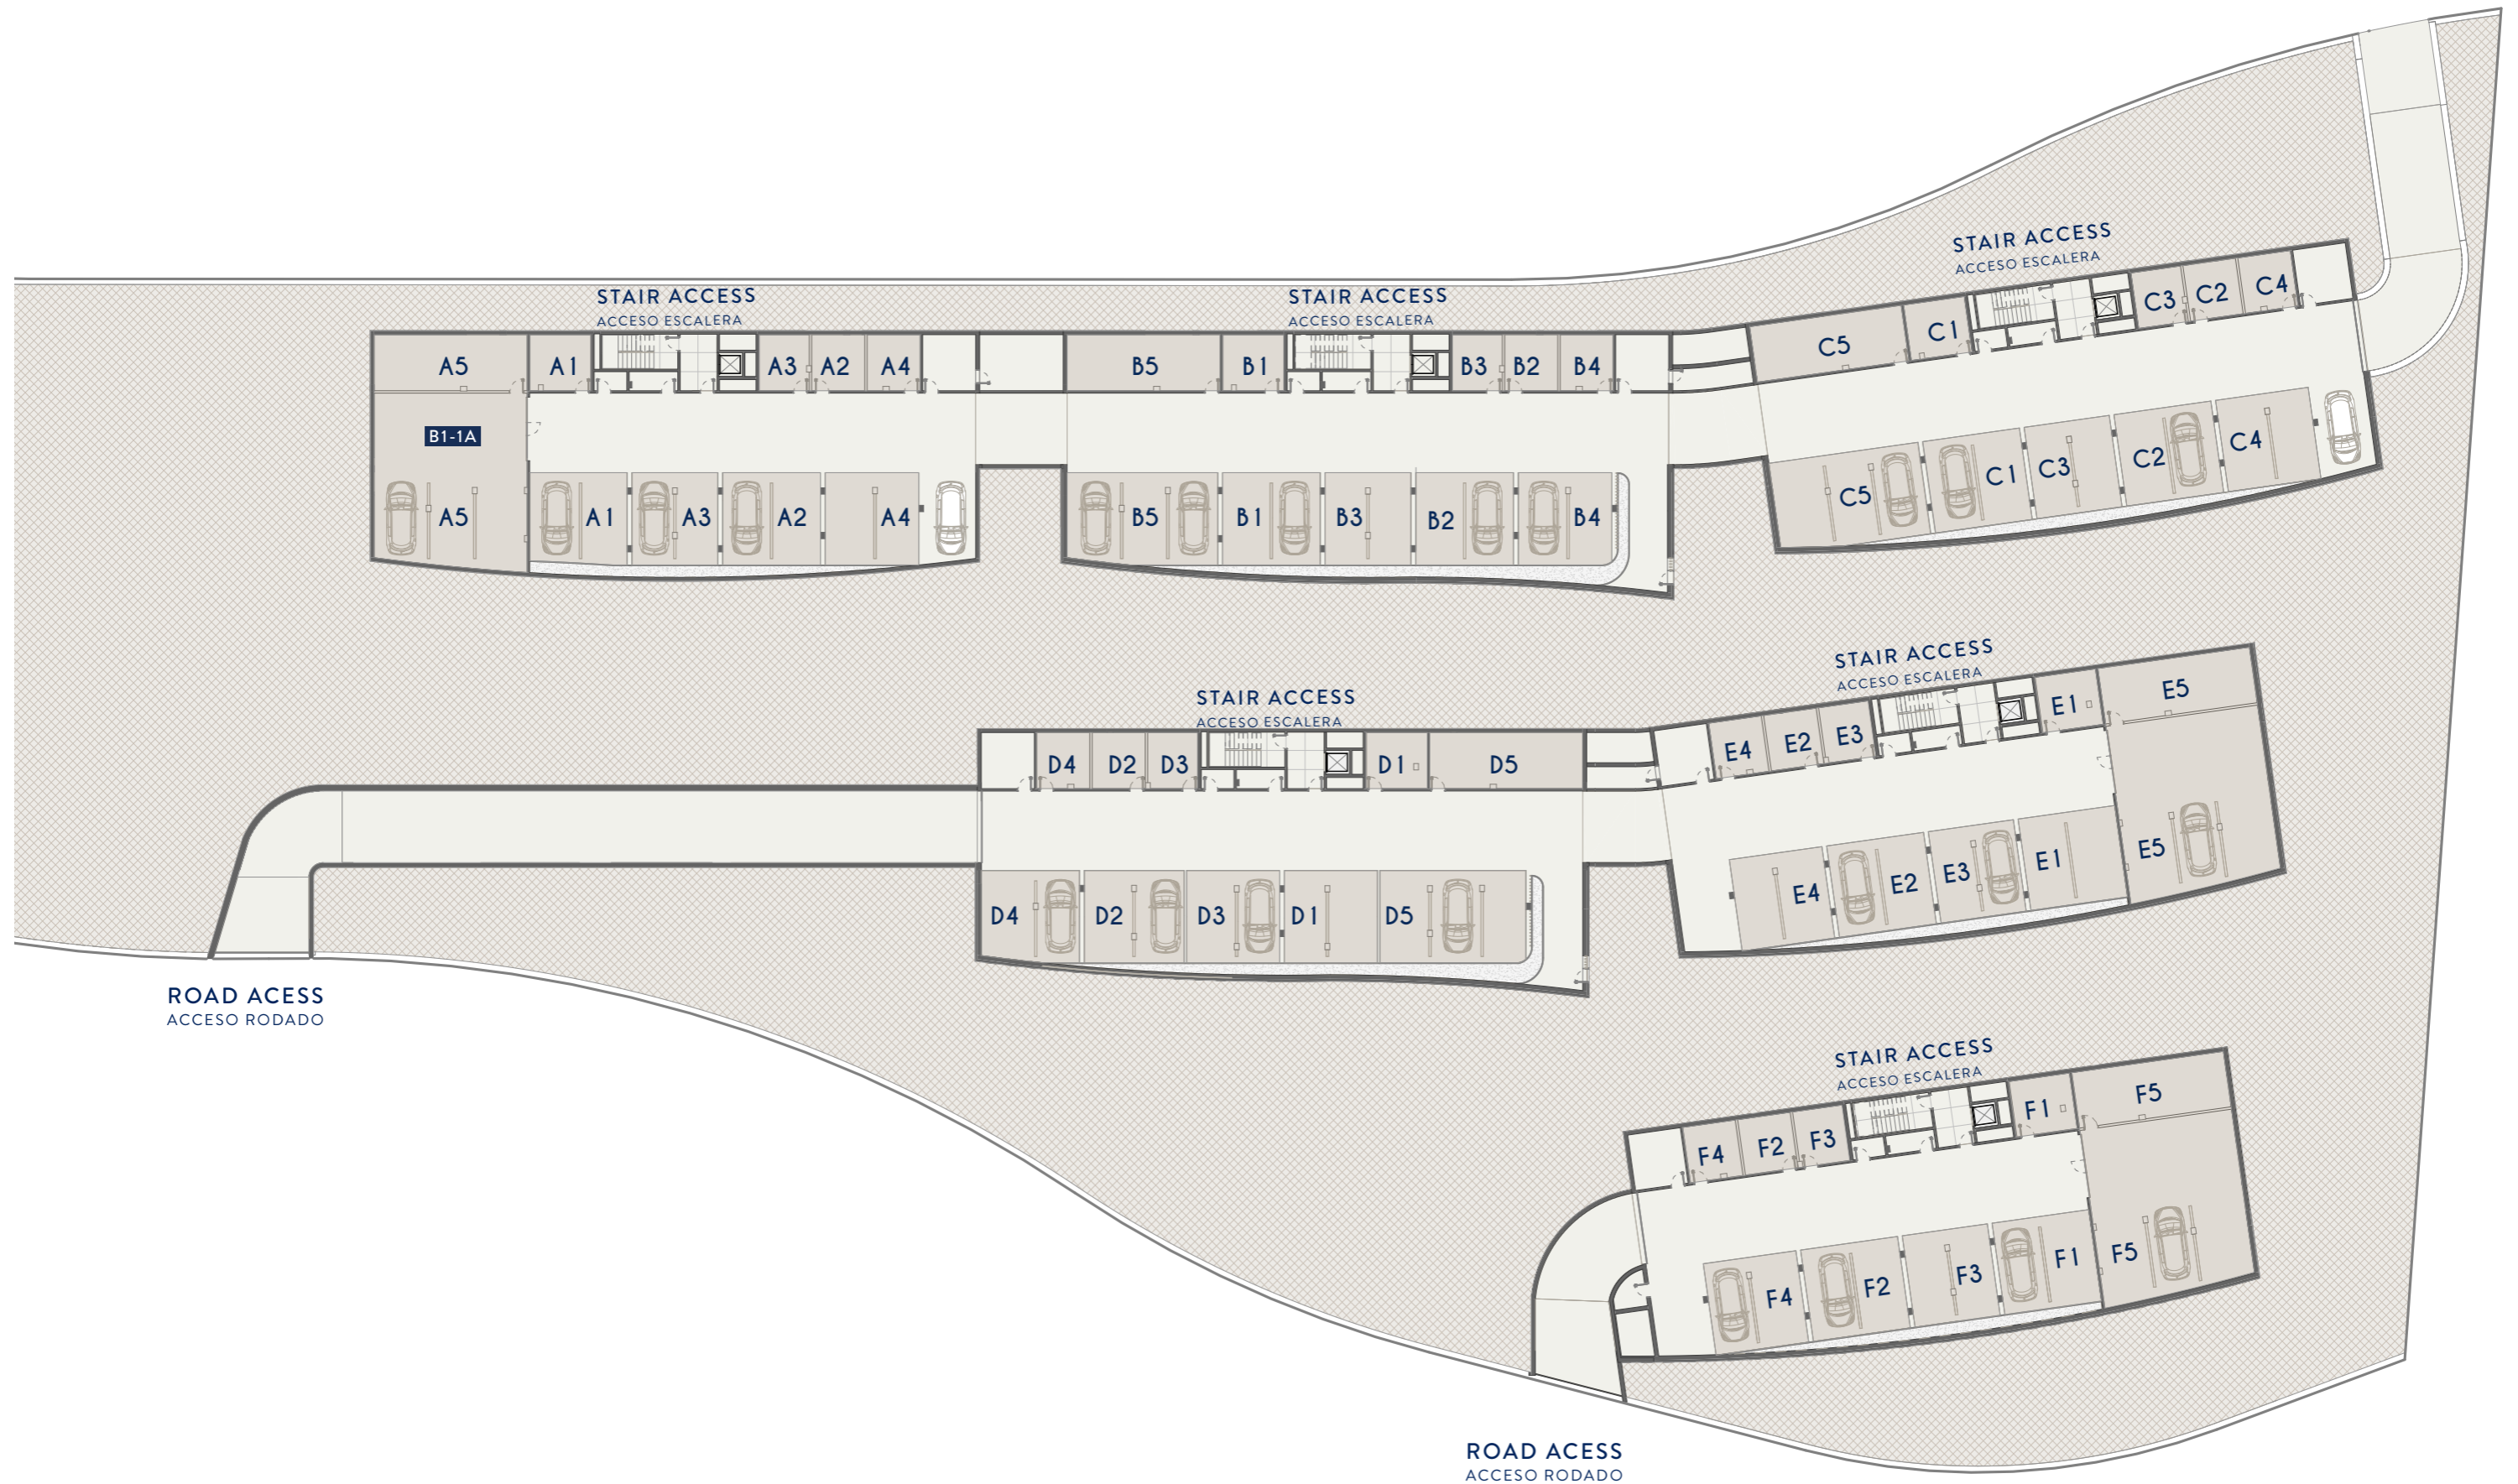 STAIR ACCESS
ACCESO ESCALERA
STAIR ACCESS
ACCESO ESCALERA
STAIR ACCESS
ACCESO ESCALERA
A5
A1
A3
A2
A4
B5
B1
B3
B2
B4
C5
C1
C3
C2
C4
B1-1A
A5
A1
A3
A2
A4
B5
B1
B3
B2
B4
C5
C1
C3
C2
C4
STAIR ACCESS
ACCESO ESCALERA
STAIR ACCESS
ACCESO ESCALERA
D4
D2
D3
D1
D5
E4
E2
E3
E1
E5
D4
D2
D3
D1
D5
E4
E2
E3
E1
E5
ROAD ACESS
ACCESO RODADO
STAIR ACCESS
ACCESO ESCALERA
F4
F2
F3
F1
F5
F4
F2
F3
F1
F5
ROAD ACESS
ACCESO RODADO